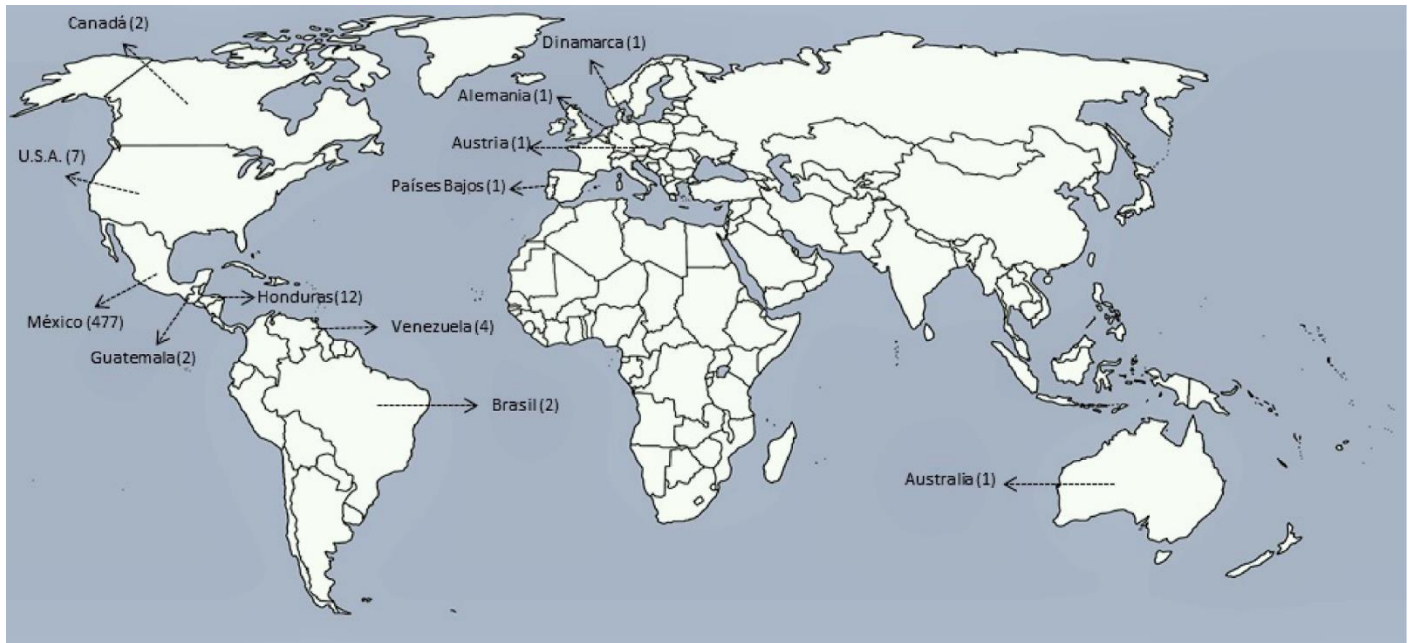 Canadá (2)
Dinamarca (1)
Alemania (1)
Austria (1)
U.S.A. (7)
Países Bajos (1)
Honduras (12)
México (477)
Venezuela (4)
Guatemala (2)
Brasil (2)
Australia (1)